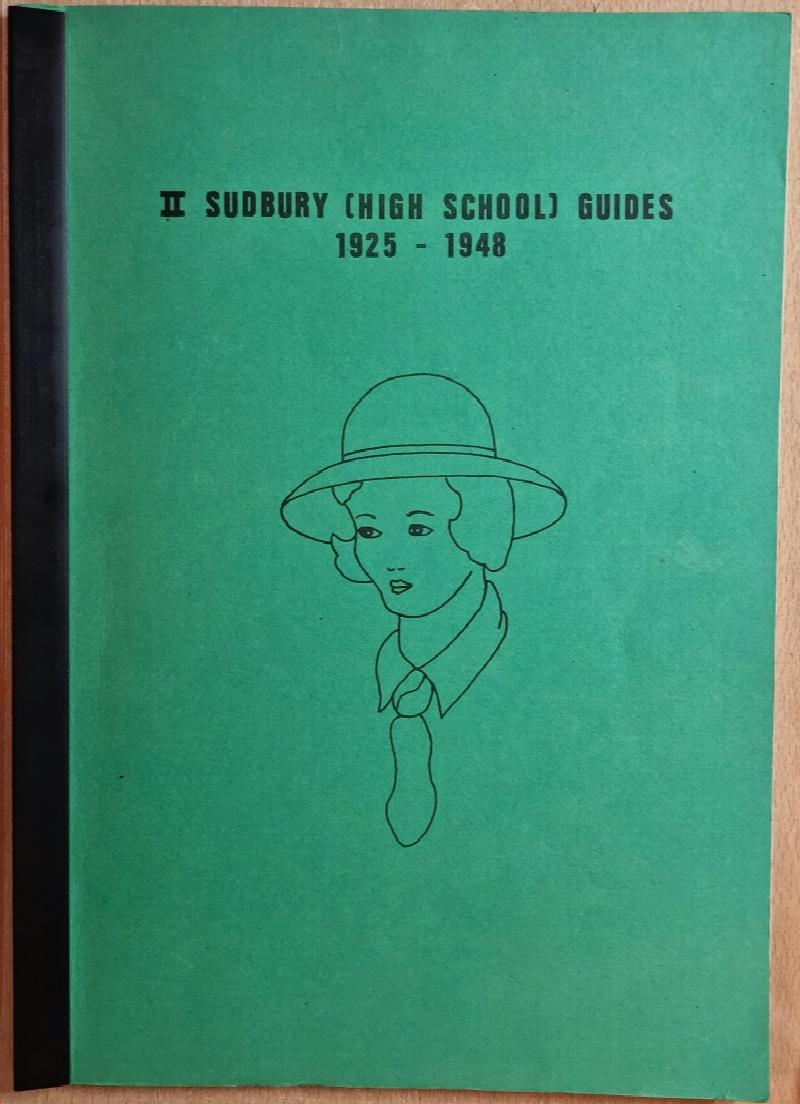 II SUDBURY (HIGH SCHOOL) GUIDES
1925 - 1948